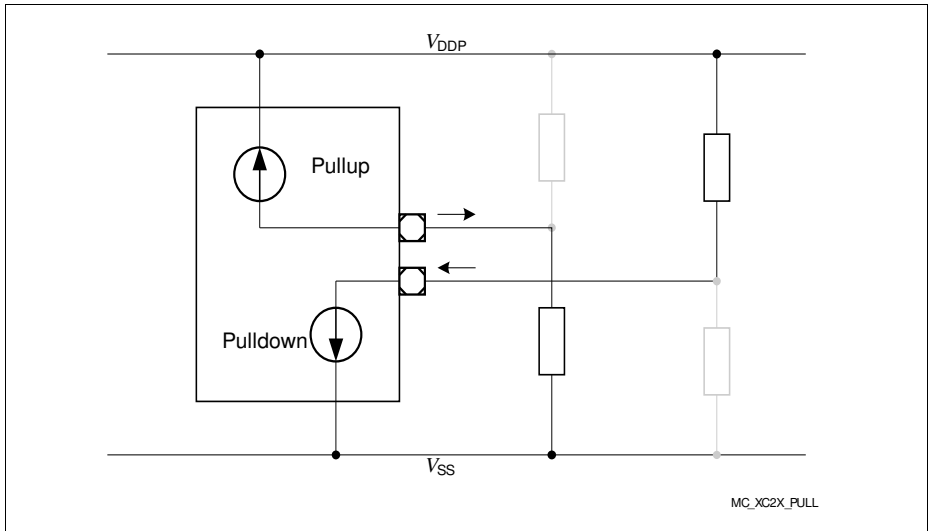 VDDP
Pullup
Pulldown
VSS
MC_XC2X_PULL